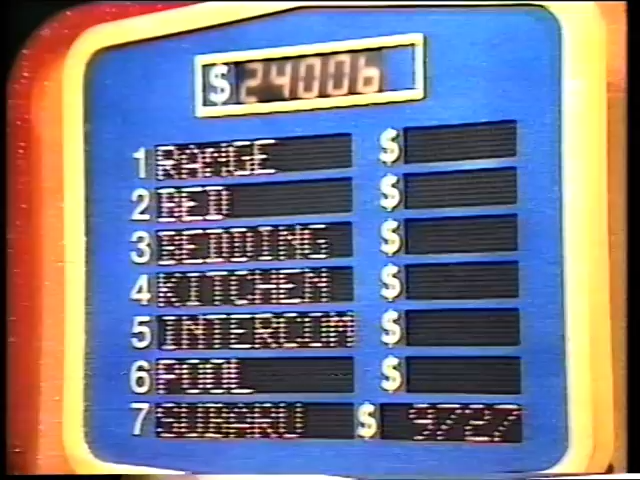 $ 24006
1 RANGE $
2 BED $
3 BEDDING $
4 KITCHEN $
5 INTERCOM $
6 POOL $
7 SUBARU $ 9727